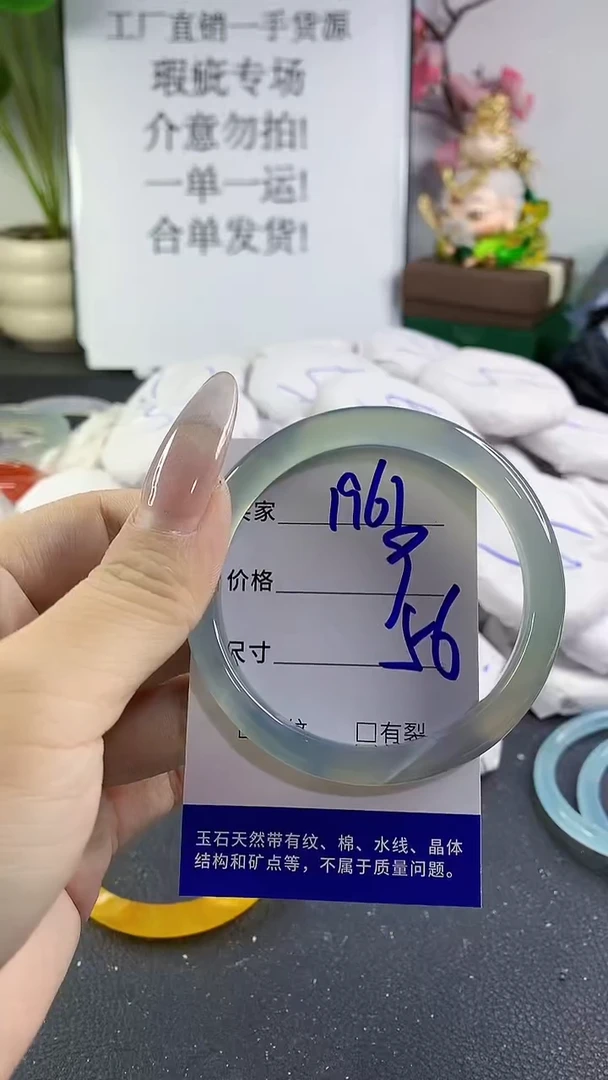 工厂直销一手货源
瑕疵专场
介意勿拍!
一单一运!
合单发货!
家 1961
价格
尺寸 56
纹 □有裂
玉石天然带有纹、棉、水线、晶体
结构和矿点等，不属于质量问题。